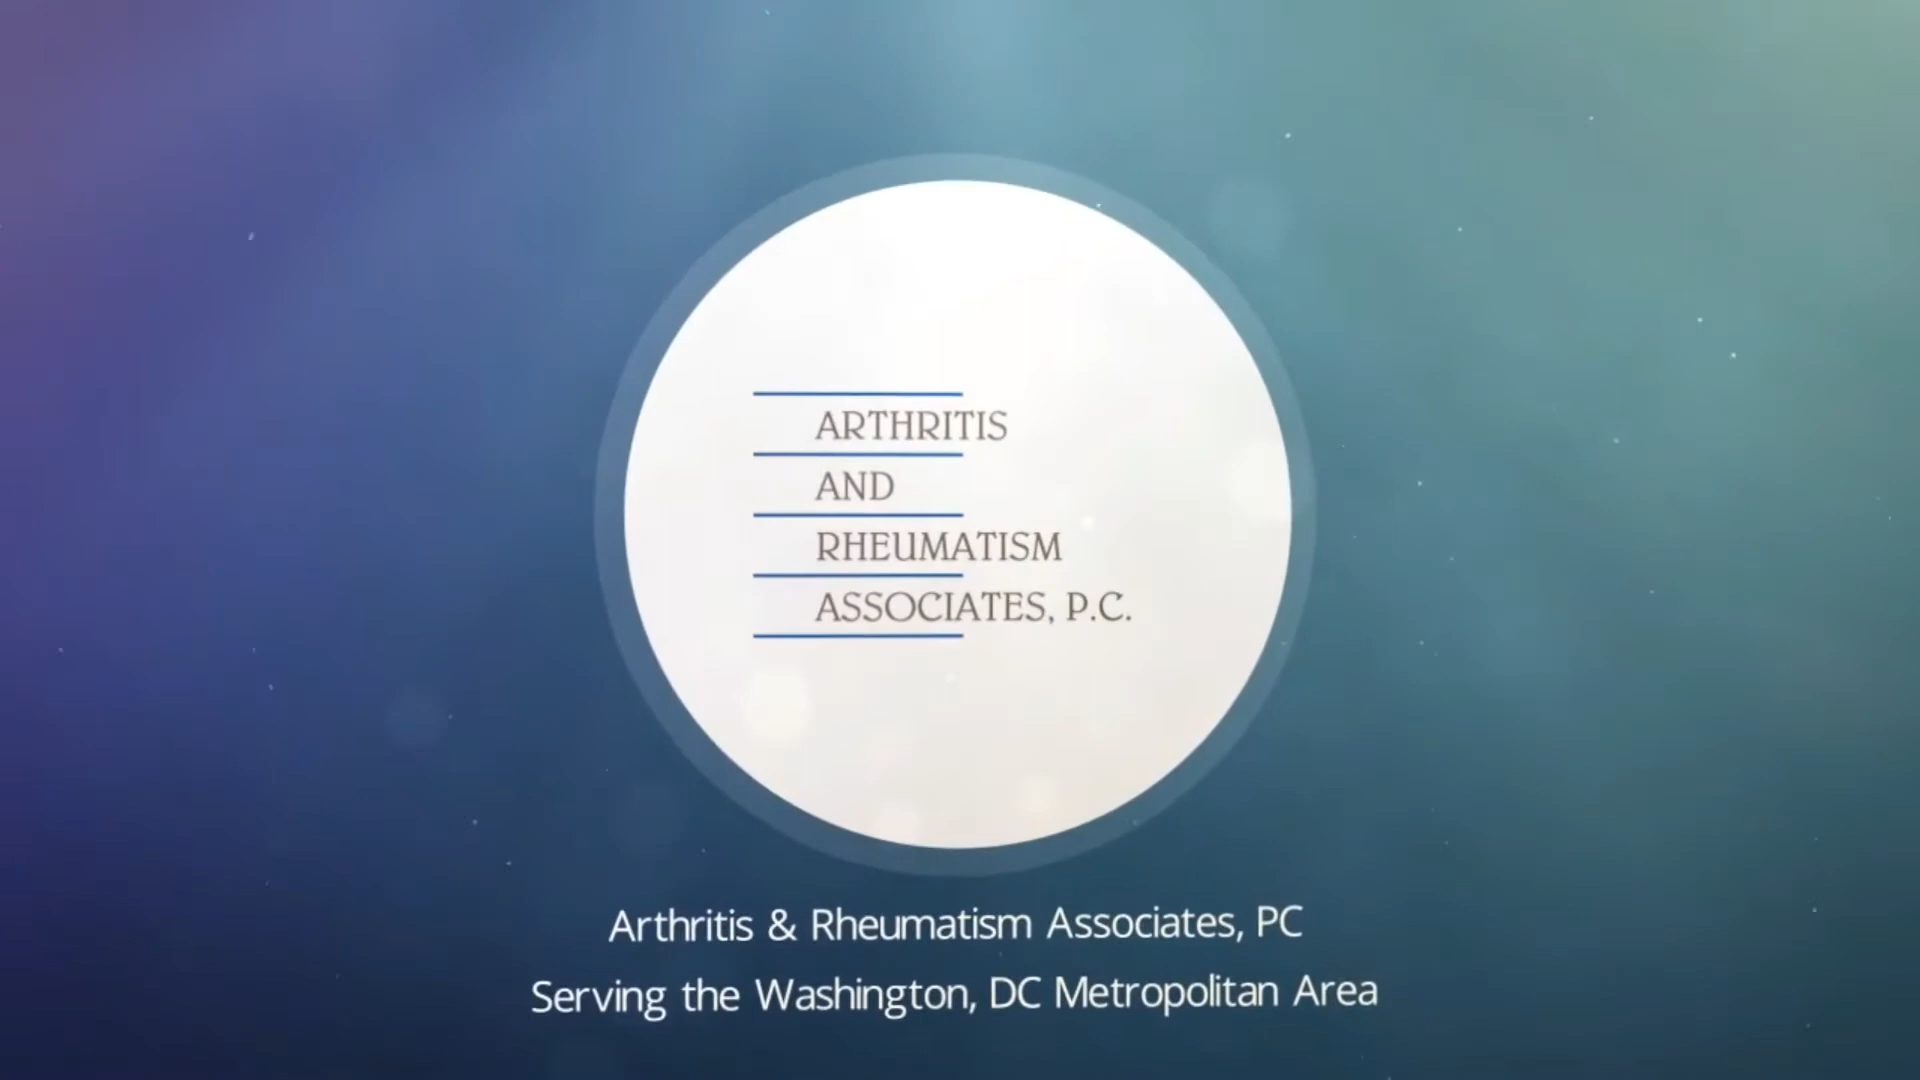 ARTHRITIS
AND
RHEUMATISM
ASSOCIATES, P.C.
Arthritis & Rheumatism Associates, PC
Serving the Washington, DC Metropolitan Area